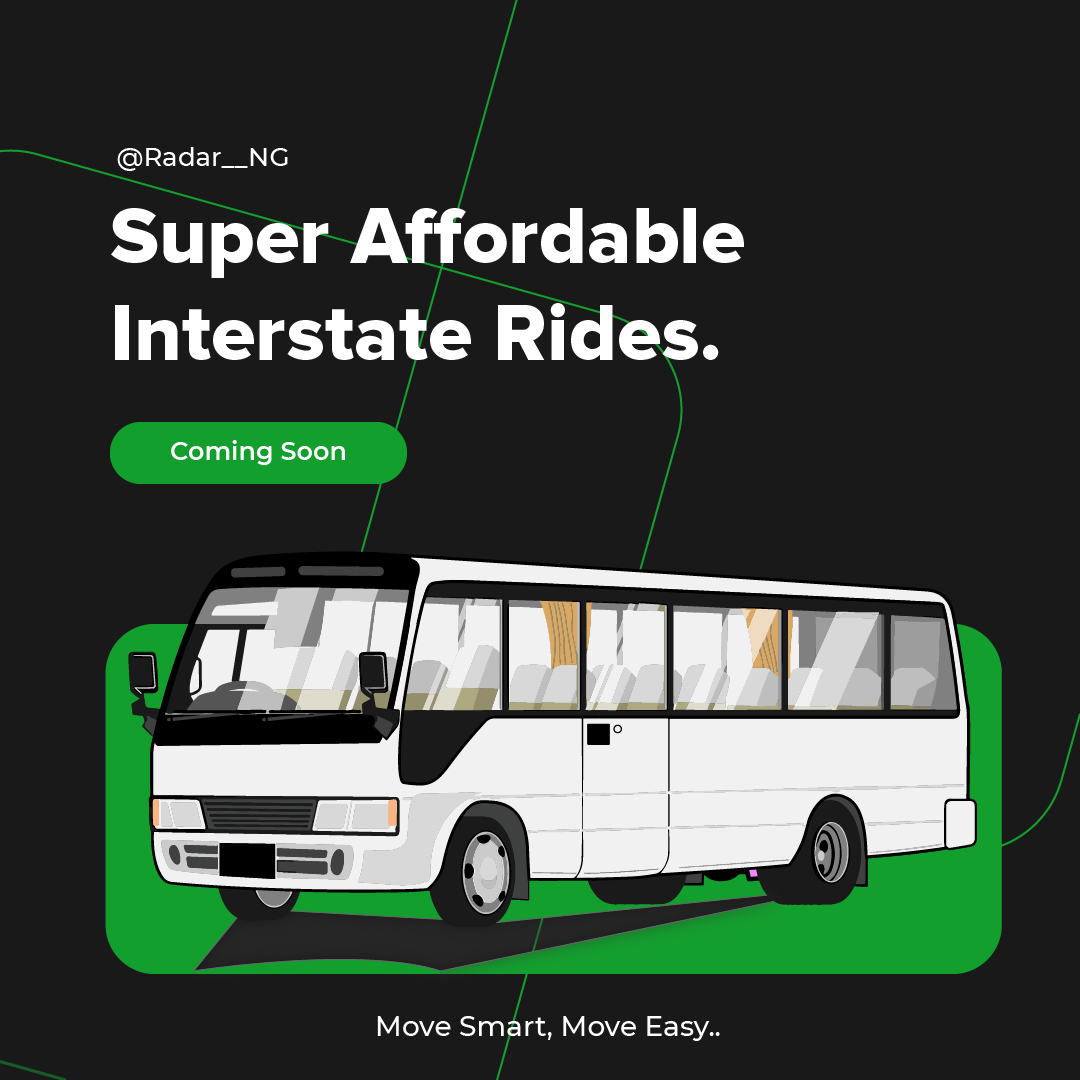 @Radar__NG
Super Affordable
Interstate Rides.
Coming Soon
Move Smart, Move Easy..